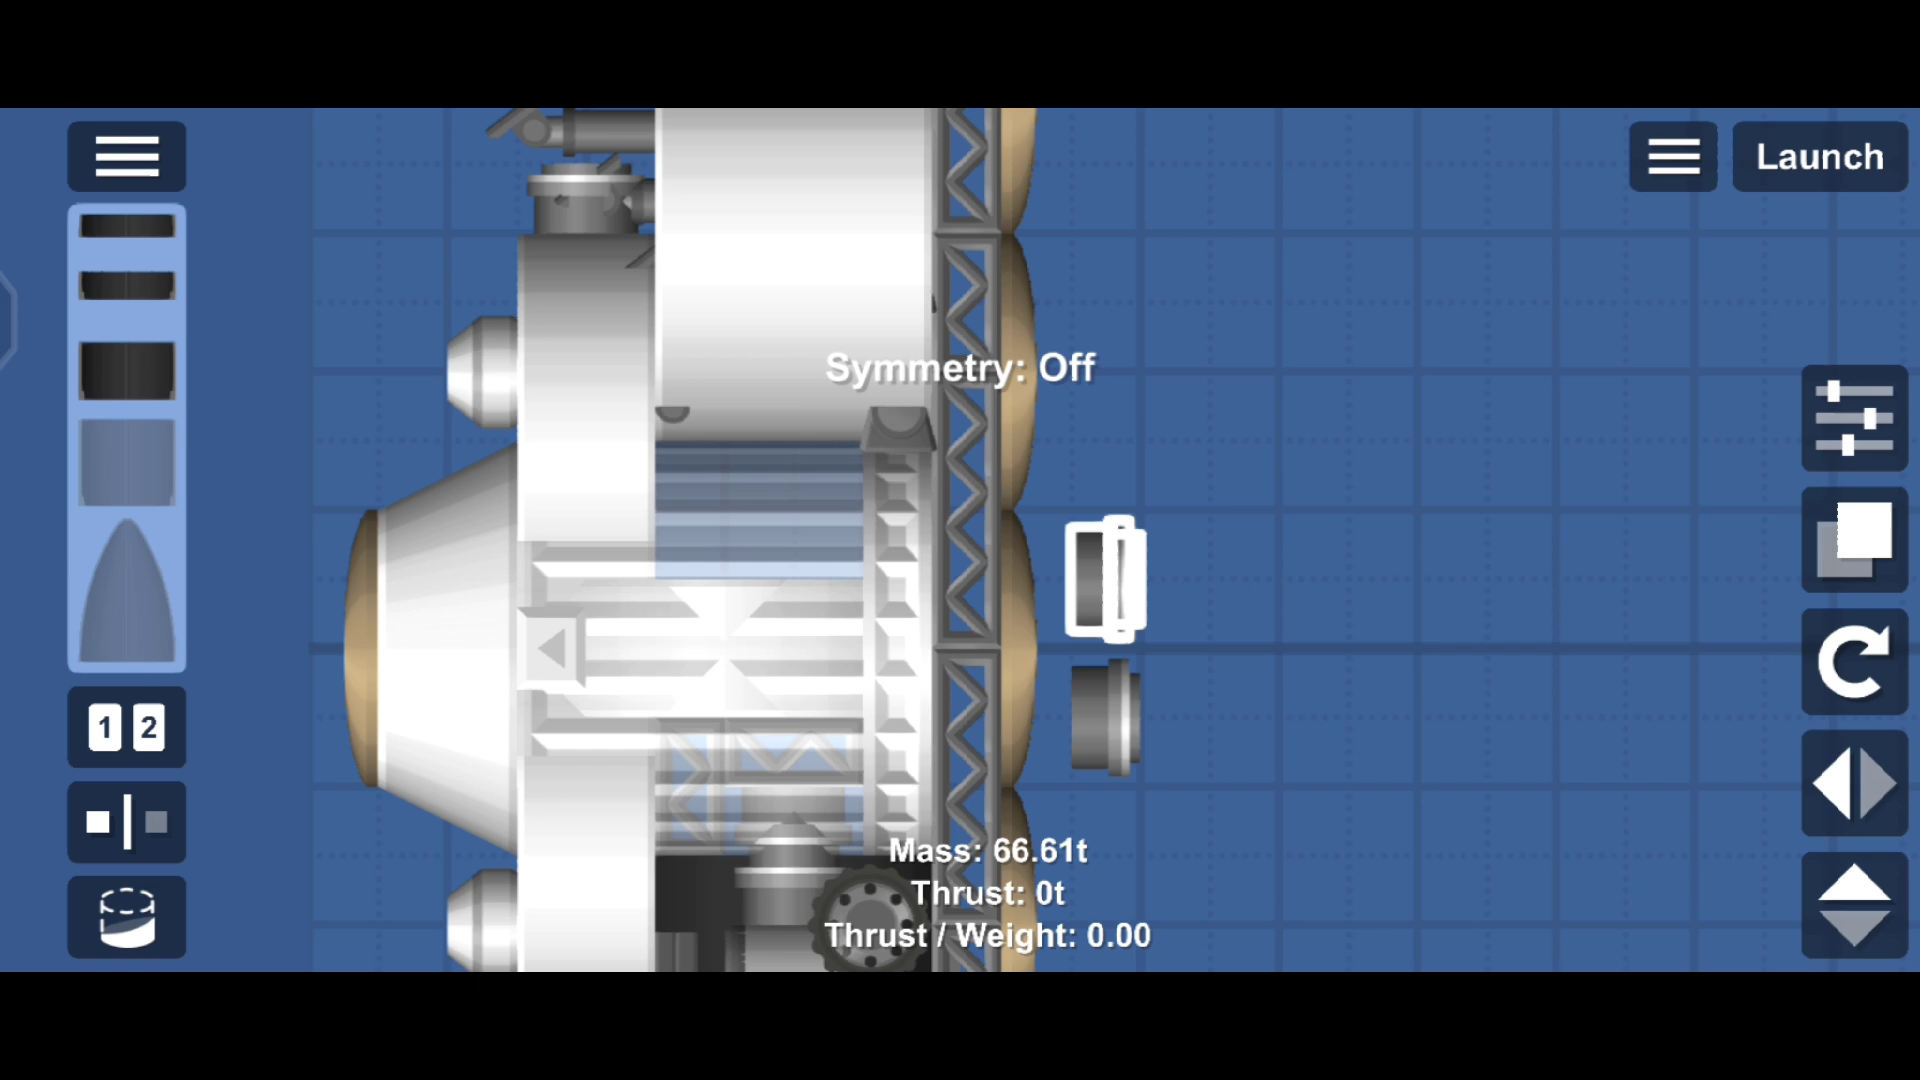 Launch
Symmetry: Off
1 2
Mass: 66.61t
Thrust: 0t
Thrust / Weight: 0.00